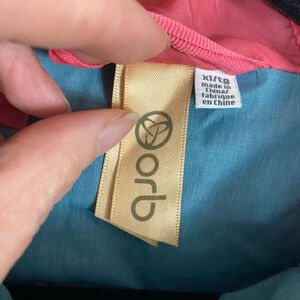 orb
xl/tg
made in
China/
fabriqué
en Chine